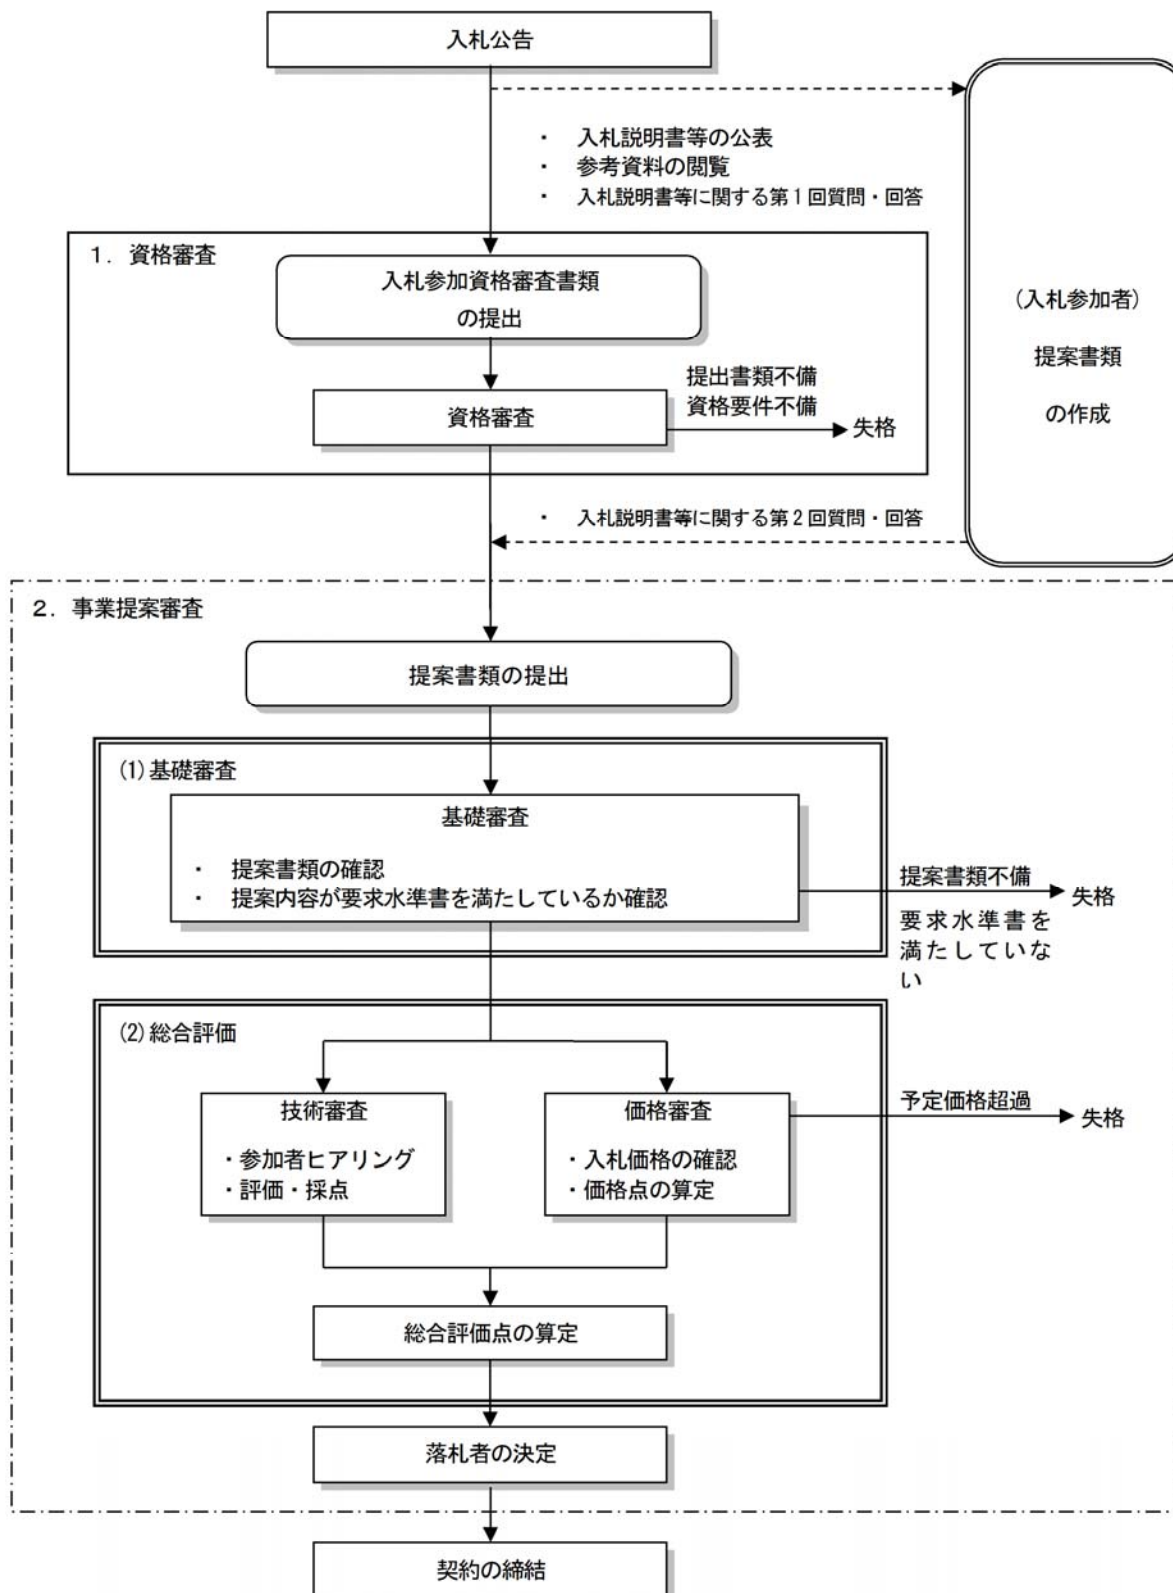 入札公告
・ 入札説明書等の公表
・ 参考資料の閲覧
・ 入札説明書等に関する第1回質問・回答
1. 資格審査
入札参加資格審査書類
の提出
資格審査
提出書類不備
資格要件不備
失格
(入札参加者)
提案書類
の作成
・ 入札説明書等に関する第2回質問・回答
2. 事業提案審査
提案書類の提出
(1)基礎審査
基礎審査
・ 提案書類の確認
・ 提案内容が要求水準書を満たしているか確認
提案書類不備
失格
要求水準書を
満たしていな
い
(2)総合評価
技術審査
・参加者ヒアリング
・評価・採点
価格審査
・入札価格の確認
・価格点の算定
予定価格超過
失格
総合評価点の算定
落札者の決定
契約の締結